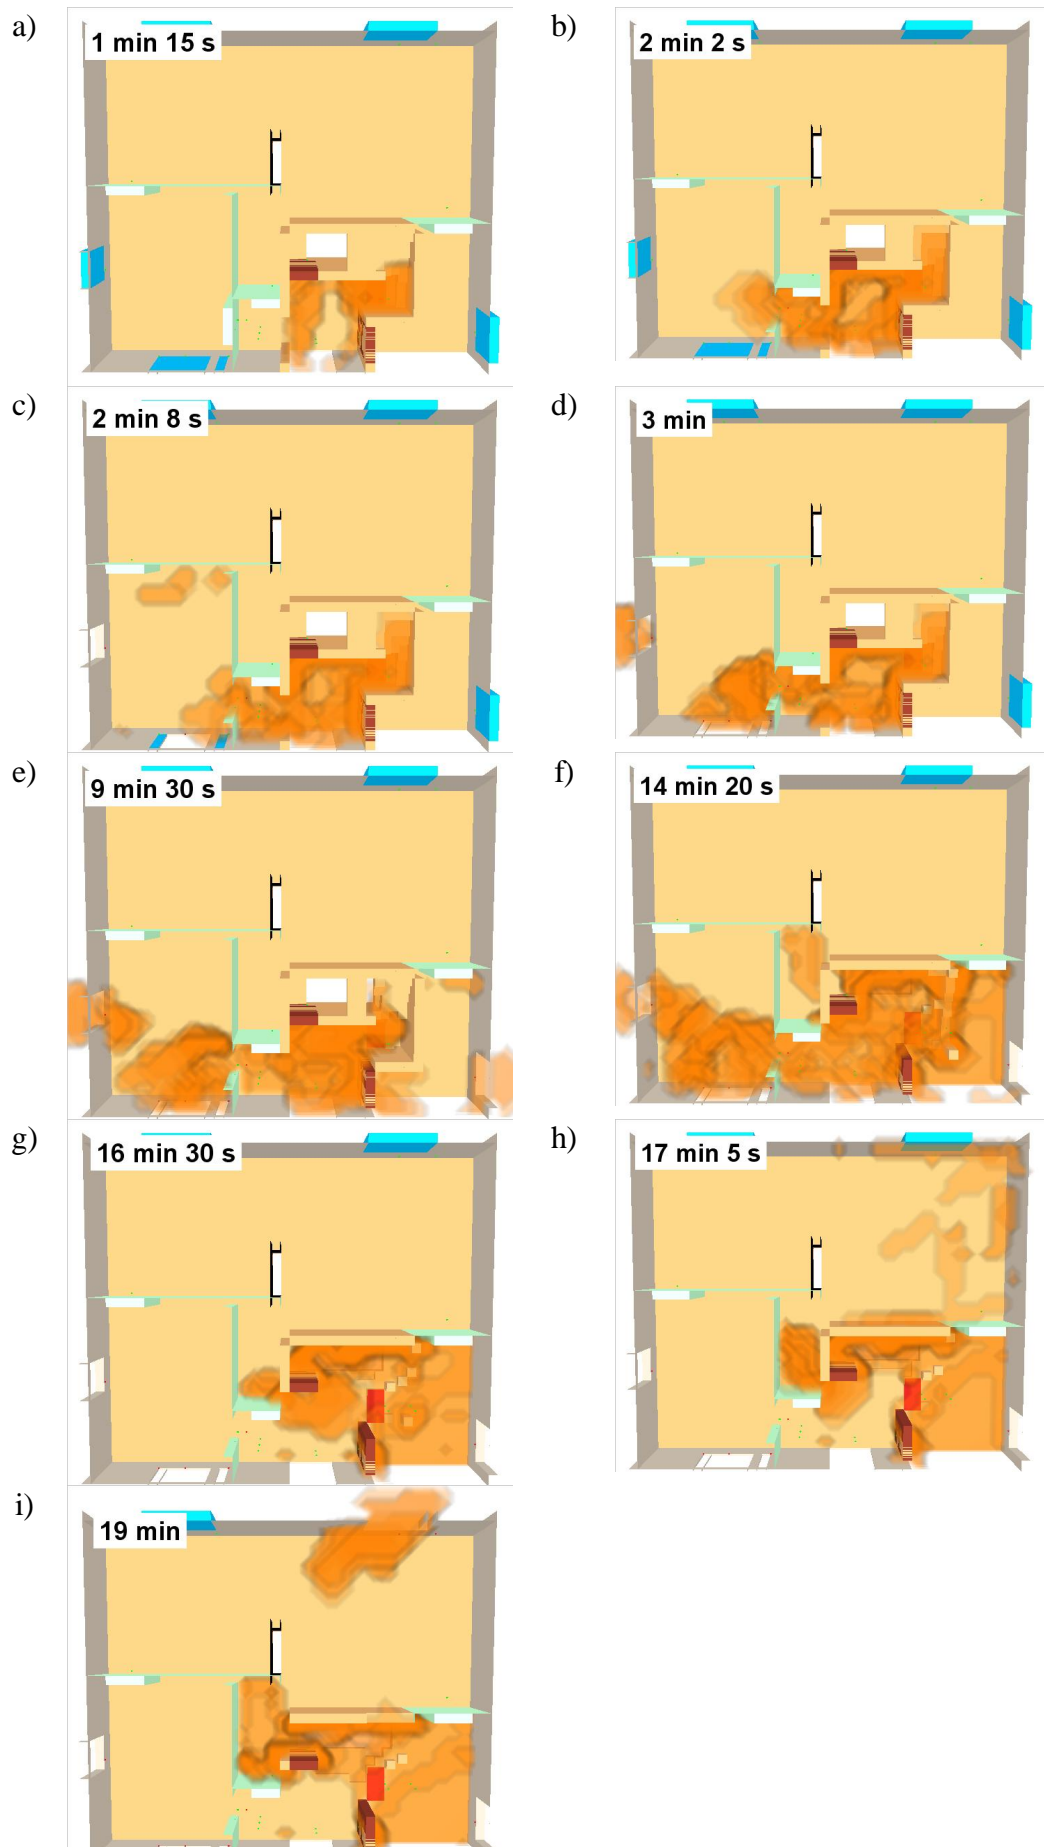 a)
1 min 15 s
b)
2 min 2 s
c)
2 min 8 s
d)
3 min
e)
9 min 30 s
f)
14 min 20 s
g)
16 min 30 s
h)
17 min 5 s
i)
19 min